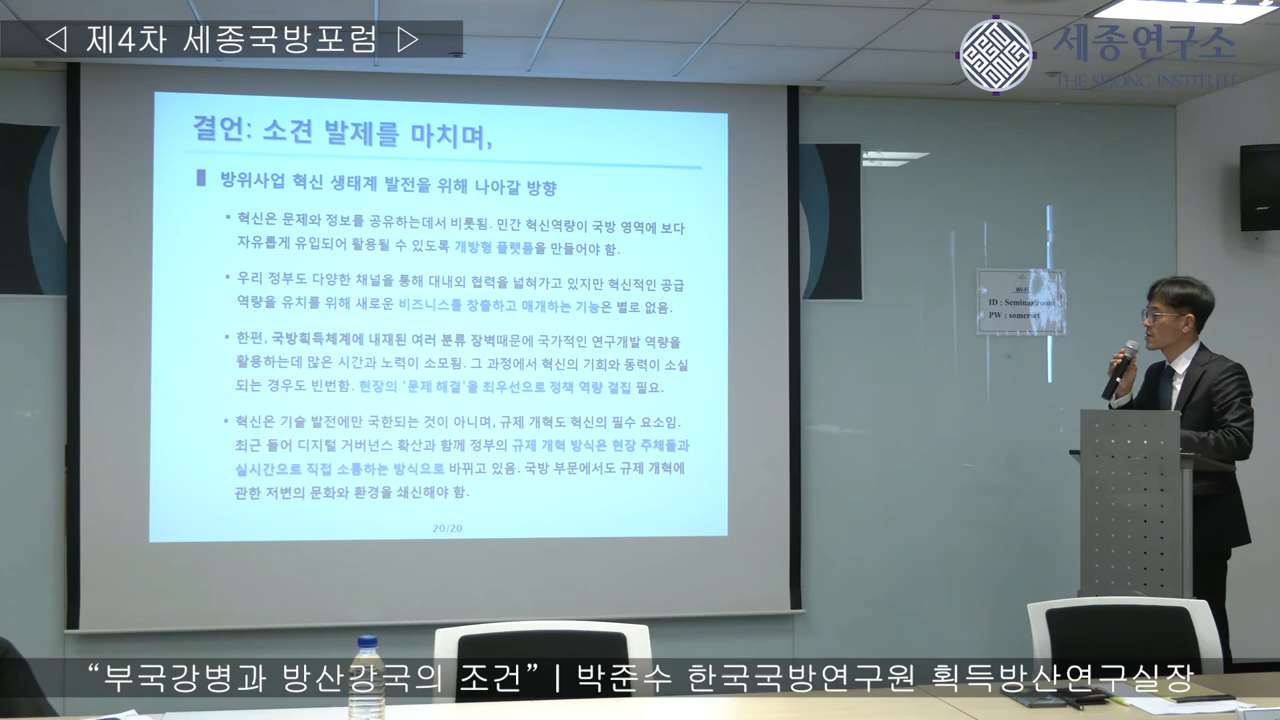 ◁ 제4차 세종국방포럼 ▷
세종연구소
THE SEJONG INSTITUTE
결언: 소견 발제를 마치며,
방위사업 혁신 생태계 발전을 위해 나아갈 방향
▪ 혁신은 문제와 정보를 공유하는데서 비롯됨. 민간 혁신역량이 국방 영역에 보다
자유롭게 유입되어 활용될 수 있도록 개방형 플랫폼을 만들어야 함.
▪ 우리 정부도 다양한 채널을 통해 대내외 협력을 넓혀가고 있지만 혁신적인 공급
역량을 유치를 위해 새로운 비즈니스를 창출하고 매개하는 기능은 별로 없음.
▪ 한편, 국방획득체계에 내재된 여러 분류 장벽때문에 국가적인 연구개발 역량을
활용하는데 많은 시간과 노력이 소모됨. 그 과정에서 혁신의 기회와 동력이 소실
되는 경우도 빈번함. 현장의 '문제 해결'을 최우선으로 정책 역량 결집 필요.
▪ 혁신은 기술 발전에만 국한되는 것이 아니며, 규제 개혁도 혁신의 필수 요소임.
최근 들어 디지털 거버넌스 확산과 함께 정부의 규제 개혁 방식은 현장 주체들과
실시간으로 직접 소통하는 방식으로 바뀌고 있음. 국방 부문에서도 규제 개혁에
관한 저변의 문화와 환경을 쇄신해야 함.
20/20
Wi-Fi
ID : Seminar room
PW : somerset
“부국강병과 방산강국의 조건” | 박준수 한국국방연구원 획득방산연구실장